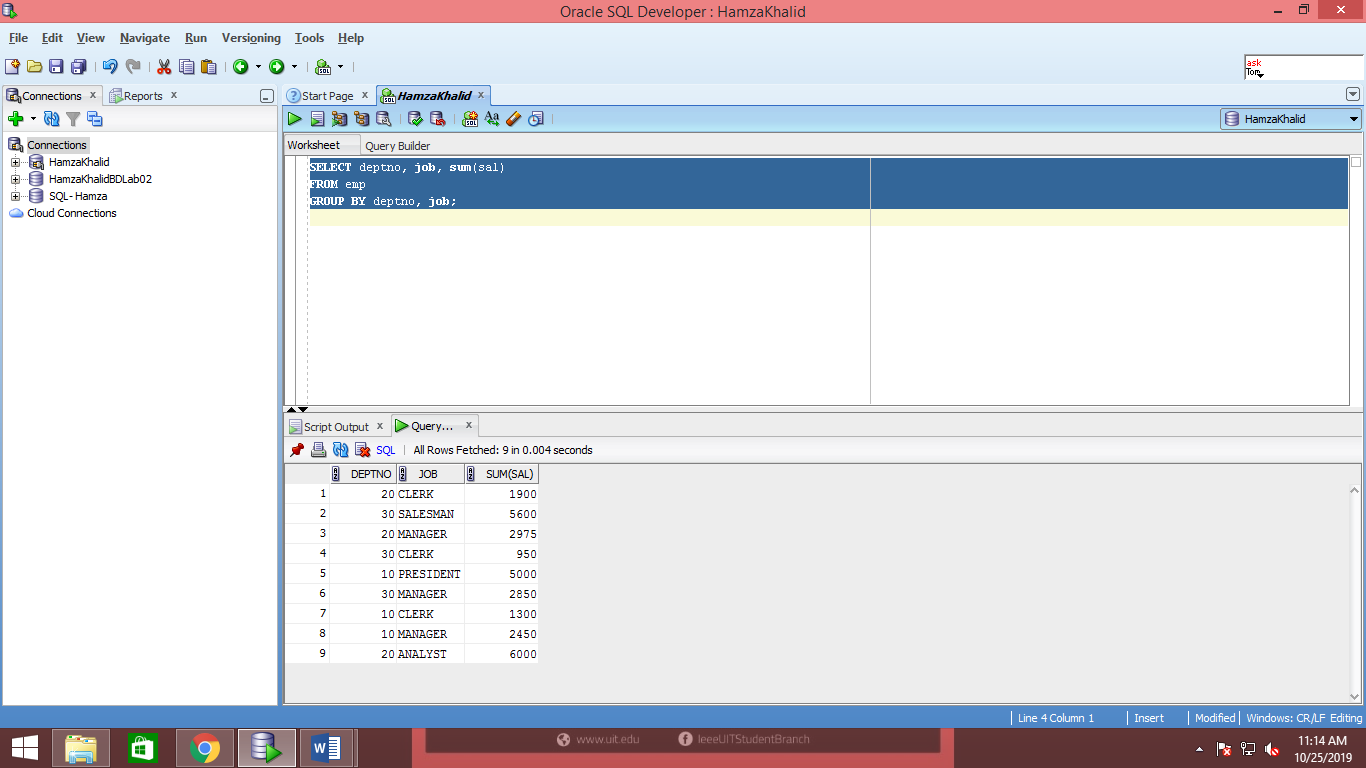 Oracle SQL Developer : HamzaKhalid
File Edit View Navigate Run Versioning Tools Help
ask
Tom
Connections x Reports x
Start Page x HamzaKhalid x
SQL
HamzaKhalid
Connections
HamzaKhalid
HamzaKhalidBDLab02
SQL- Hamza
Cloud Connections
Worksheet Query Builder
SELECT deptno, job, sum(sal)
FROM emp
GROUP BY deptno, job;
Script Output x Query... x
SQL | All Rows Fetched: 9 in 0.004 seconds
DEPTNO JOB SUM(SAL)
1 20 CLERK 1900
2 30 SALESMAN 5600
3 20 MANAGER 2975
4 30 CLERK 950
5 10 PRESIDENT 5000
6 30 MANAGER 2850
7 10 CLERK 1300
8 10 MANAGER 2450
9 20 ANALYST 6000
Line 4 Column 1 | Insert | Modified | Windows: CR/LF Editing
www.uit.edu IeeeUITStudentBranch
11:14 AM
10/25/2019